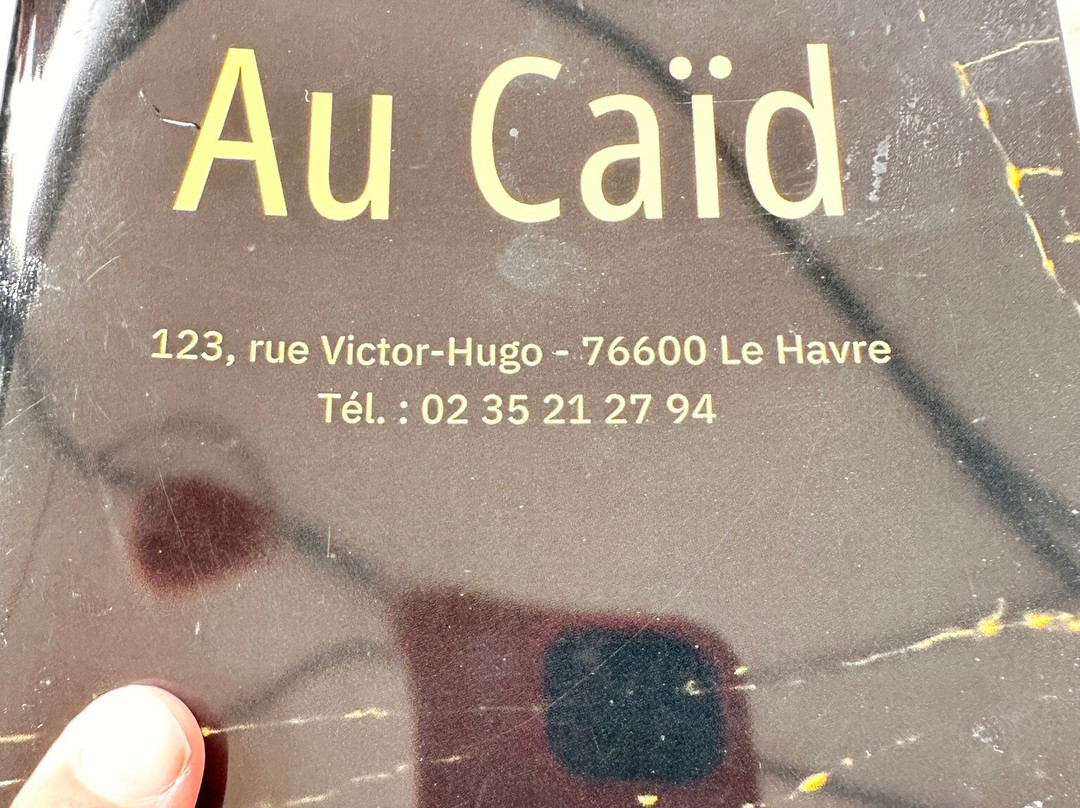 Au Caïd
123, rue Victor-Hugo - 76600 Le Havre
Tél. : 02 35 21 27 94